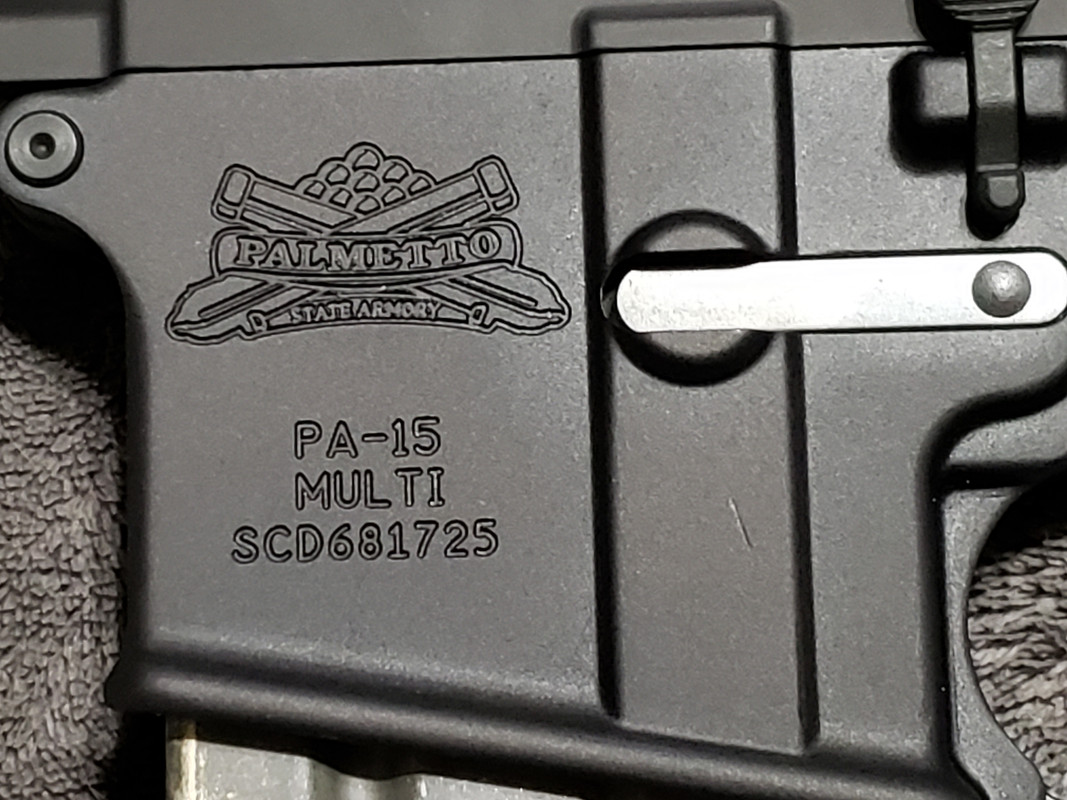 PALMETTO
STATE ARMORY
PA-15
MULTI
SCD681725